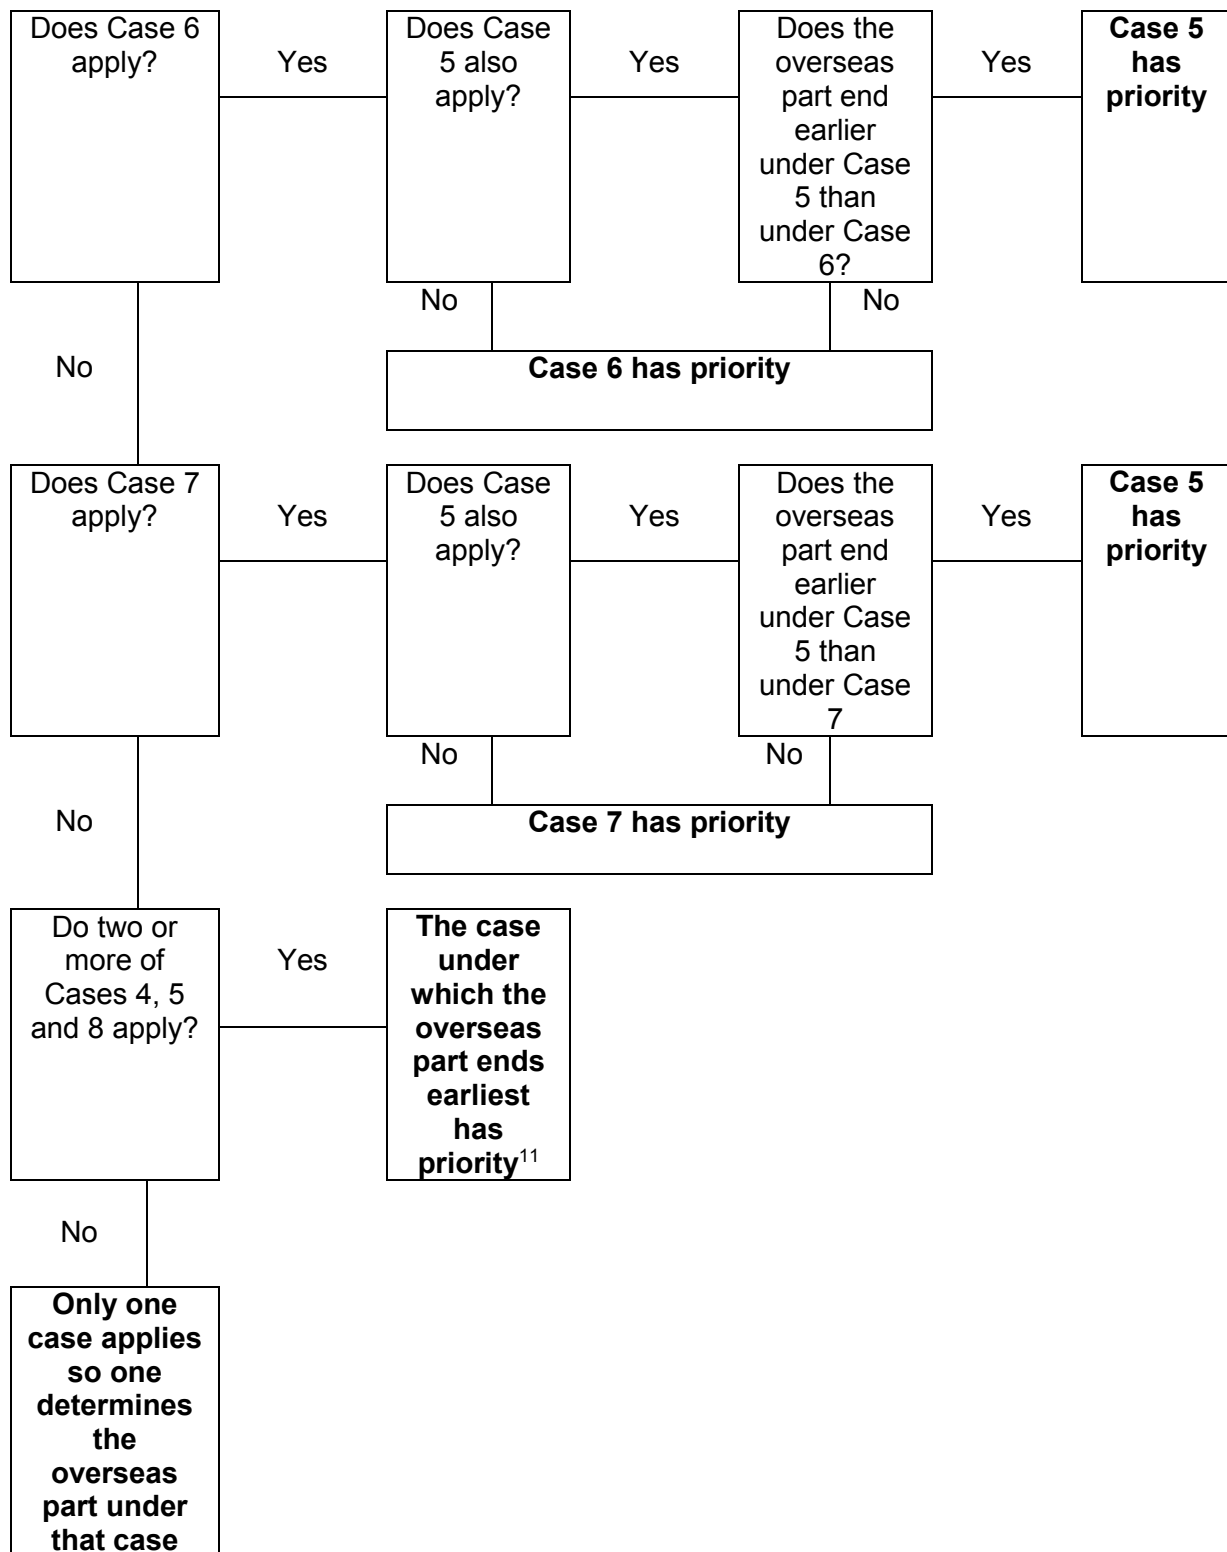 Does Case 6
apply?
Yes
Does Case
5 also
apply?
Yes
Does the
overseas
part end
earlier
under Case
5 than
under Case
6?
Yes
Case 5
has
priority
No
No
No
Case 6 has priority
Does Case 7
apply?
Yes
Does Case
5 also
apply?
Yes
Does the
overseas
part end
earlier
under Case
5 than
under Case
7
Yes
Case 5
has
priority
No
No
No
Case 7 has priority
Do two or
more of
Cases 4, 5
and 8 apply?
Yes
The case
under
which the
overseas
part ends
earliest
has
priority¹¹
No
Only one
case applies
so one
determines
the
overseas
part under
that case